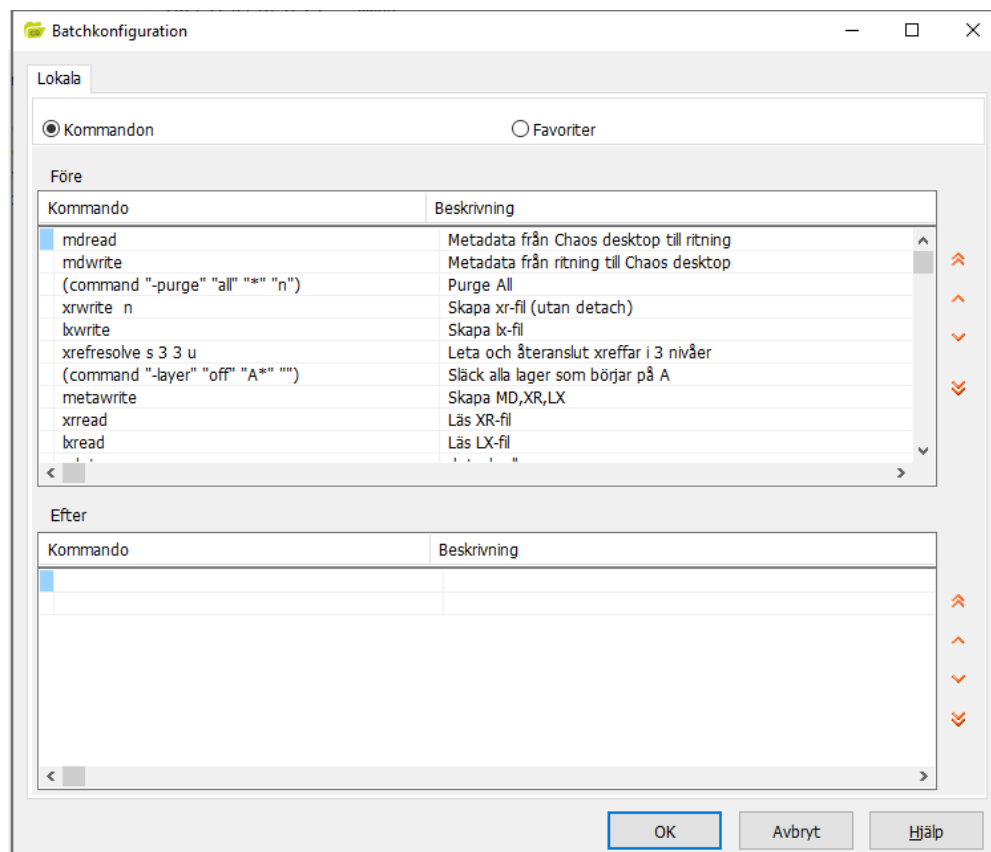 Batchkonfiguration
Lokala
Kommandon Favoriter
Före
Kommando Beskrivning
mdread Metadata från Chaos desktop till ritning
mdwrite Metadata från ritning till Chaos desktop
(command "-purge" "all" "*" "n") Purge All
xrwrite n Skapa xr-fil (utan detach)
lxwrite Skapa lx-fil
xrefresolve s 3 3 u Leta och återanslut xreffar i 3 nivåer
(command "-layer" "off" "A*" "") Släck alla lager som börjar på A
metawrite Skapa MD,XR,LX
xrread Läs XR-fil
lxread Läs LX-fil
Efter
Kommando Beskrivning
OK Avbryt Hjälp